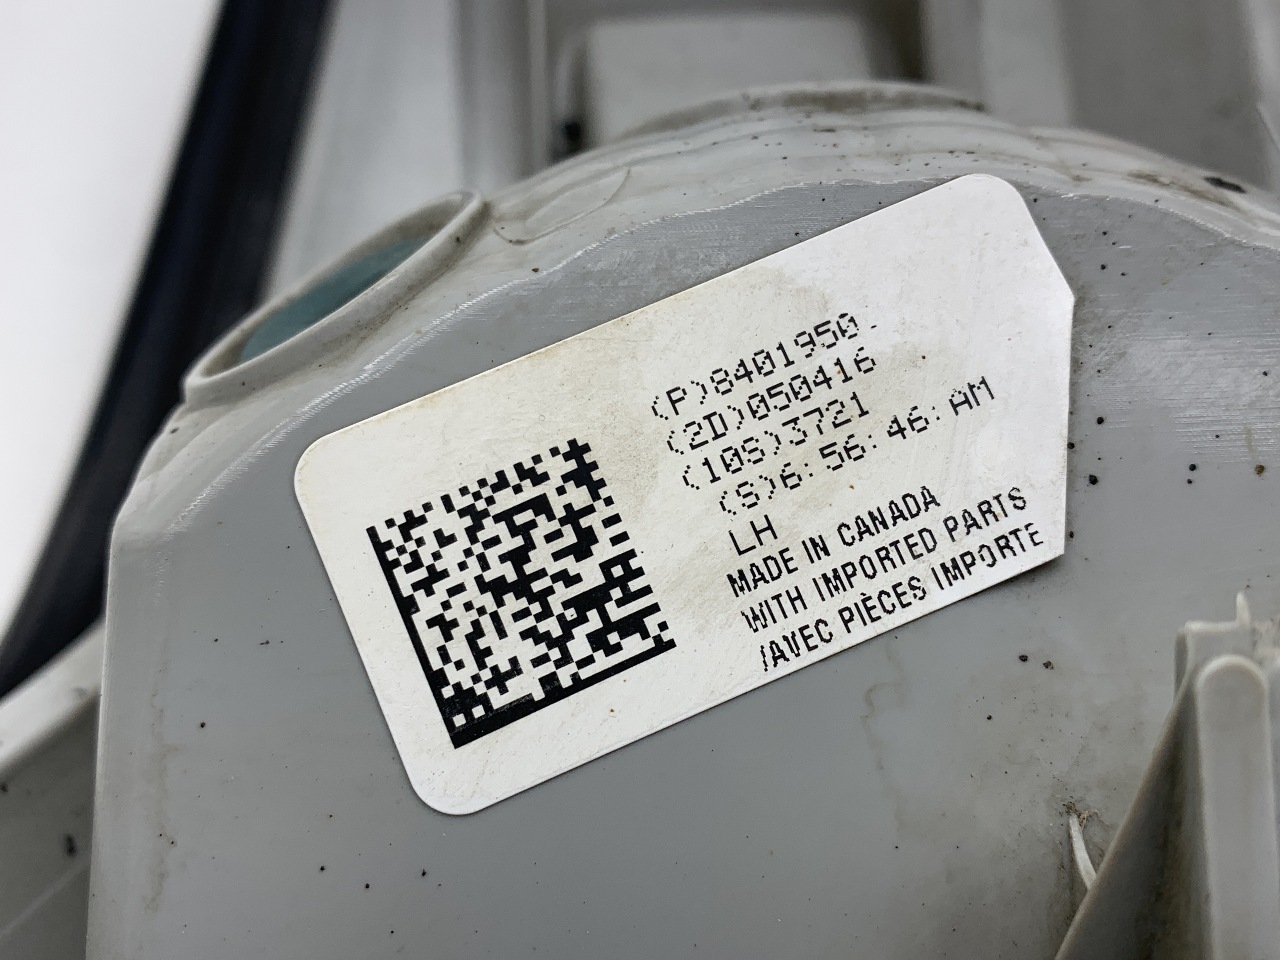 (P)8401950-
(2D)050416
(10S)3721
(S)6:56:46:AM
LH
MADE IN CANADA
WITH IMPORTED PARTS
/AVEC PIÈCES IMPORTE